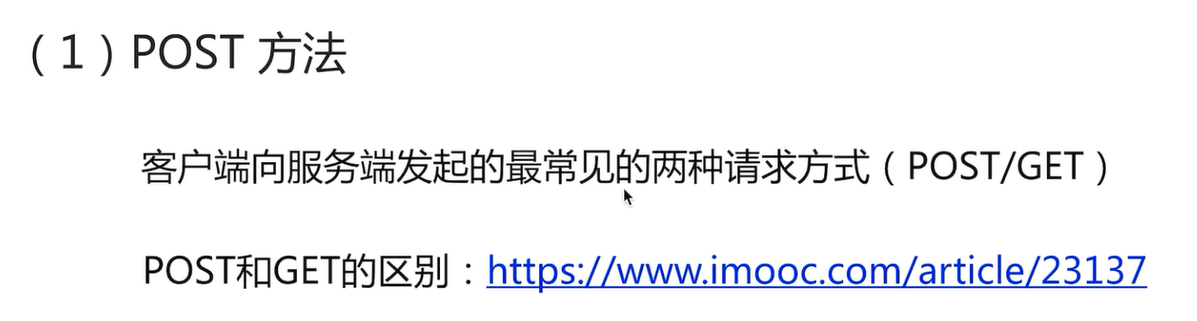 （1）POST 方法
客户端向服务端发起的最常见的两种请求方式（POST/GET）
POST和GET的区别：https://www.imooc.com/article/23137